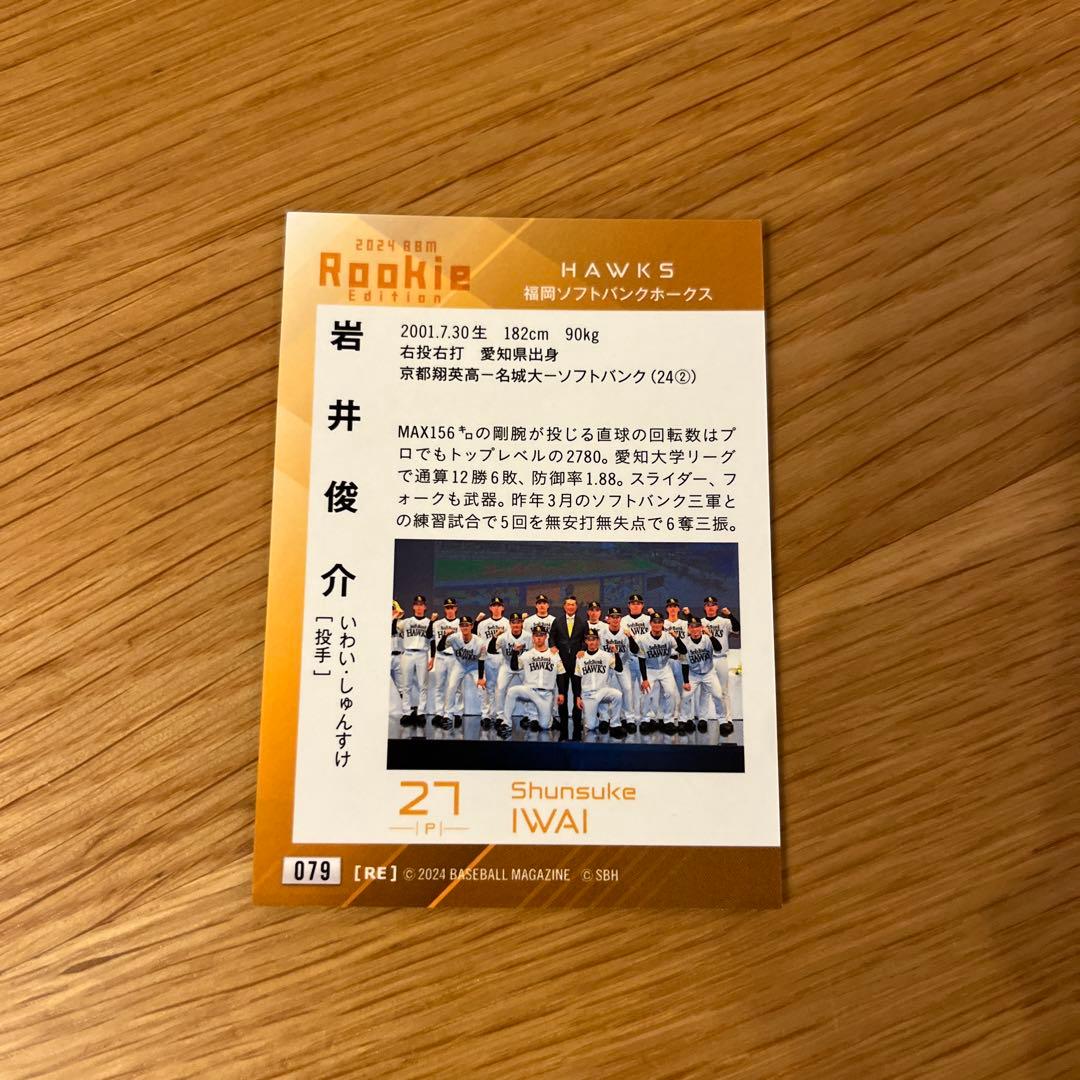 2024 BBM
Rookie
Edition
HAWKS
福岡ソフトバンクホークス
岩井俊介
いわい・しゅんすけ
[投手]
2001.7.30生 182cm 90kg
右投右打 愛知県出身
京都翔英高ー名城大ーソフトバンク(24②)
MAX156㌔の剛腕が投じる直球の回転数はプ
ロでもトップレベルの2780。愛知大学リーグ
で通算12勝6敗、防御率1.88。スライダー、フ
ォークも武器。昨年3月のソフトバンク三軍と
の練習試合で5回を無安打無失点で6奪三振。
27
P
Shunsuke
IWAI
079
[RE] © 2024 BASEBALL MAGAZINE © SBH